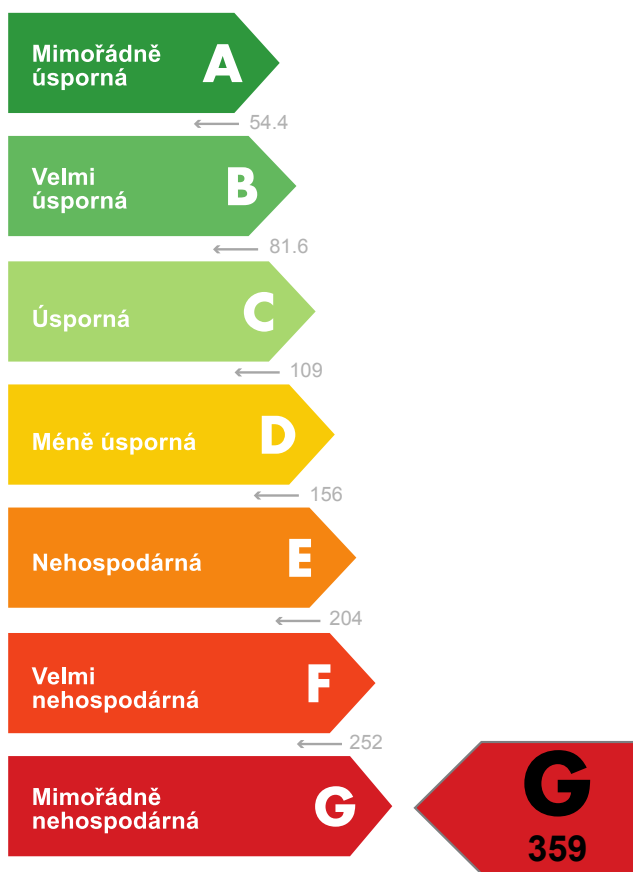 Mimořádně
úsporná
A
54.4
Velmi
úsporná
B
81.6
Úsporná
C
109
Méně úsporná
D
156
Nehospodárná
E
204
Velmi
nehospodárná
F
252
Mimořádně
nehospodárná
G
G
359